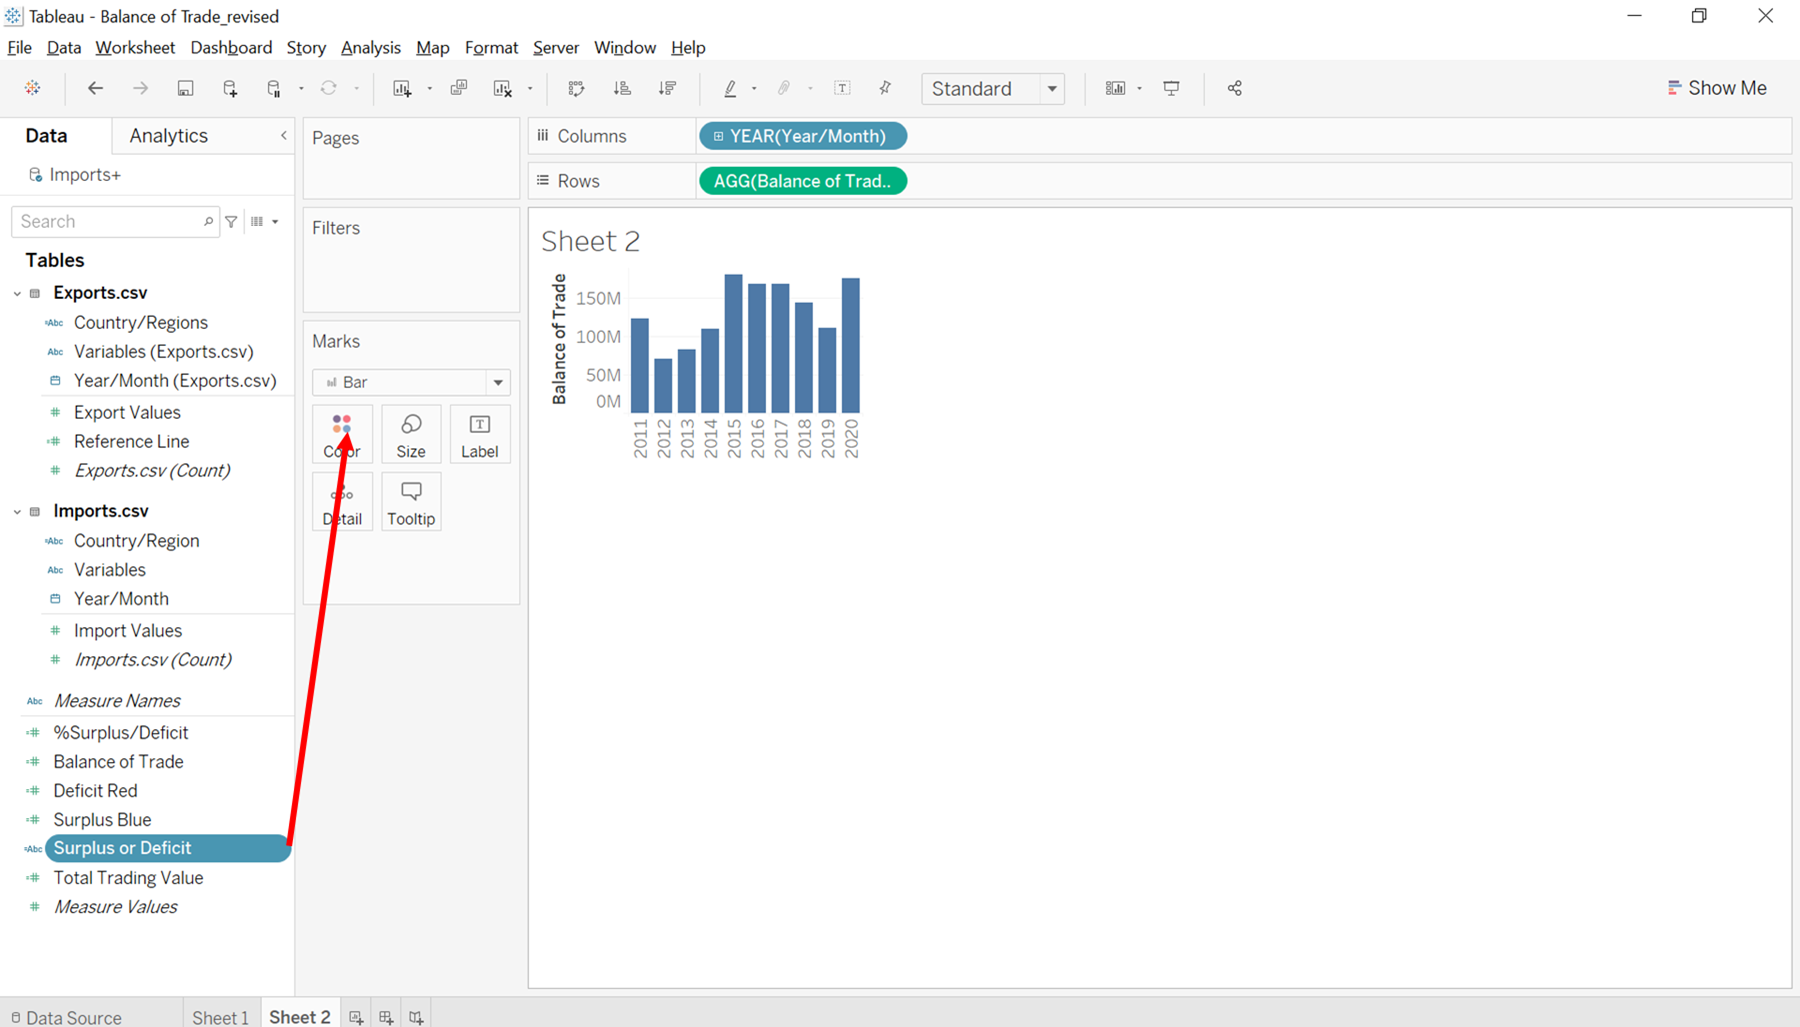 Tableau - Balance of Trade_revised
File Data Worksheet Dashboard Story Analysis Map Format Server Window Help
Standard
Show Me
Data
Analytics
Imports+
Search
Tables
Exports.csv
Abc Country/Regions
Abc Variables (Exports.csv)
Year/Month (Exports.csv)
# Export Values
# Reference Line
# Exports.csv (Count)
Imports.csv
Abc Country/Region
Abc Variables
Year/Month
# Import Values
# Imports.csv (Count)
Abc Measure Names
# %Surplus/Deficit
# Balance of Trade
# Deficit Red
# Surplus Blue
Abc Surplus or Deficit
# Total Trading Value
# Measure Values
Pages
Filters
Marks
Bar
Color
Size
T
Label
Detail
Tooltip
Columns
YEAR(Year/Month)
Rows
AGG(Balance of Trad..
Sheet 2
Balance of Trade
150M
100M
50M
0M
2011
2012
2013
2014
2015
2016
2017
2018
2019
2020
Data Source
Sheet 1
Sheet 2